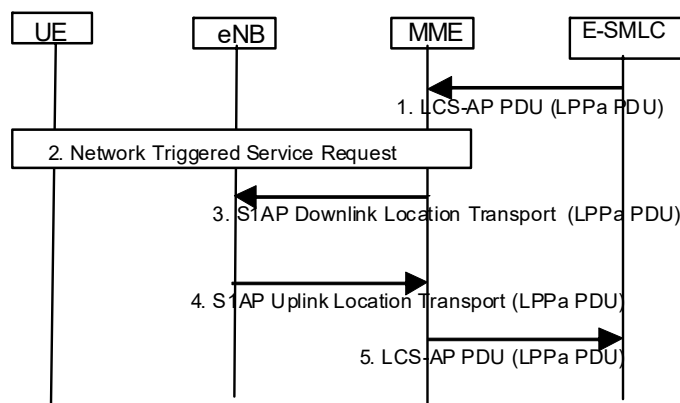 UE
eNB
MME
E-SMLC
1. LCS-AP PDU (LPPa PDU)
2. Network Triggered Service Request
3. S1AP Downlink Location Transport (LPPa PDU)
4. S1AP Uplink Location Transport (LPPa PDU)
5. LCS-AP PDU (LPPa PDU)